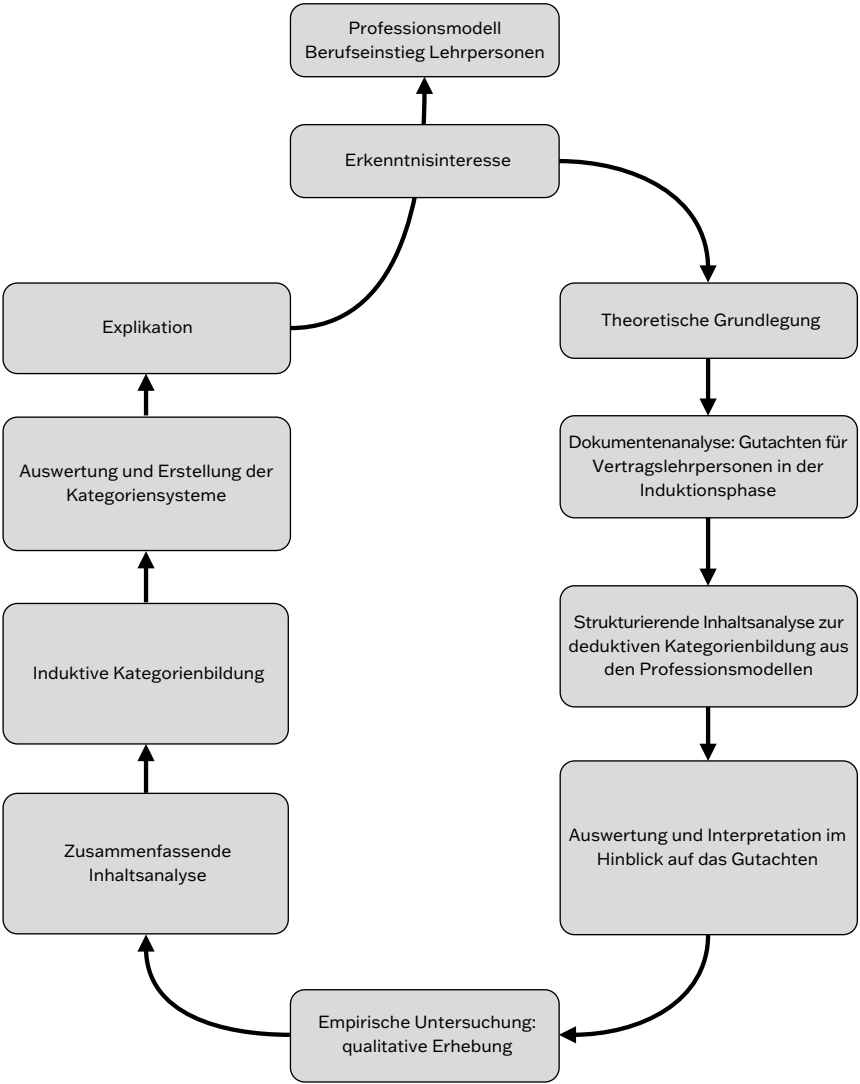 Professionsmodell
Berufseinstieg Lehrpersonen
Erkenntnisinteresse
Theoretische Grundlegung
Dokumentenanalyse: Gutachten für
Vertragslehrpersonen in der
Induktionsphase
Strukturierende Inhaltsanalyse zur
deduktiven Kategorienbildung aus
den Professionsmodellen
Auswertung und Interpretation im
Hinblick auf das Gutachten
Empirische Untersuchung:
qualitative Erhebung
Zusammenfassende
Inhaltsanalyse
Induktive Kategorienbildung
Auswertung und Erstellung der
Kategoriensysteme
Explikation